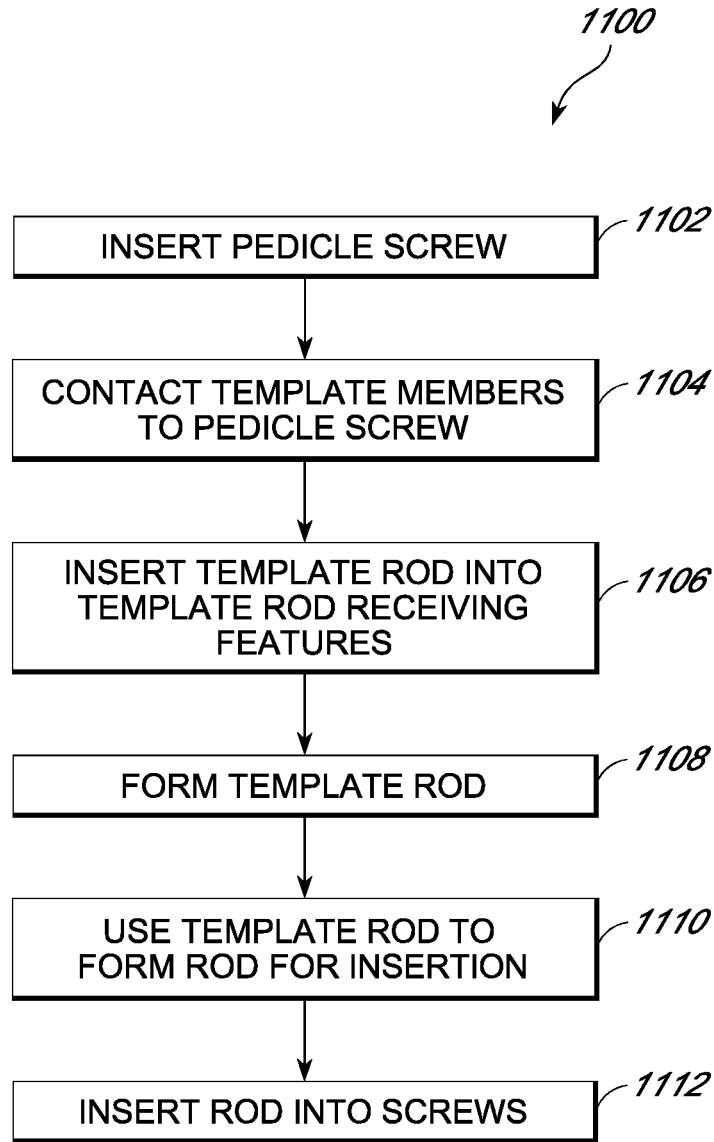 1100
INSERT PEDICLE SCREW
1102
CONTACT TEMPLATE MEMBERS
TO PEDICLE SCREW
1104
INSERT TEMPLATE ROD INTO
TEMPLATE ROD RECEIVING
FEATURES
1106
FORM TEMPLATE ROD
1108
USE TEMPLATE ROD TO
FORM ROD FOR INSERTION
1110
INSERT ROD INTO SCREWS
1112